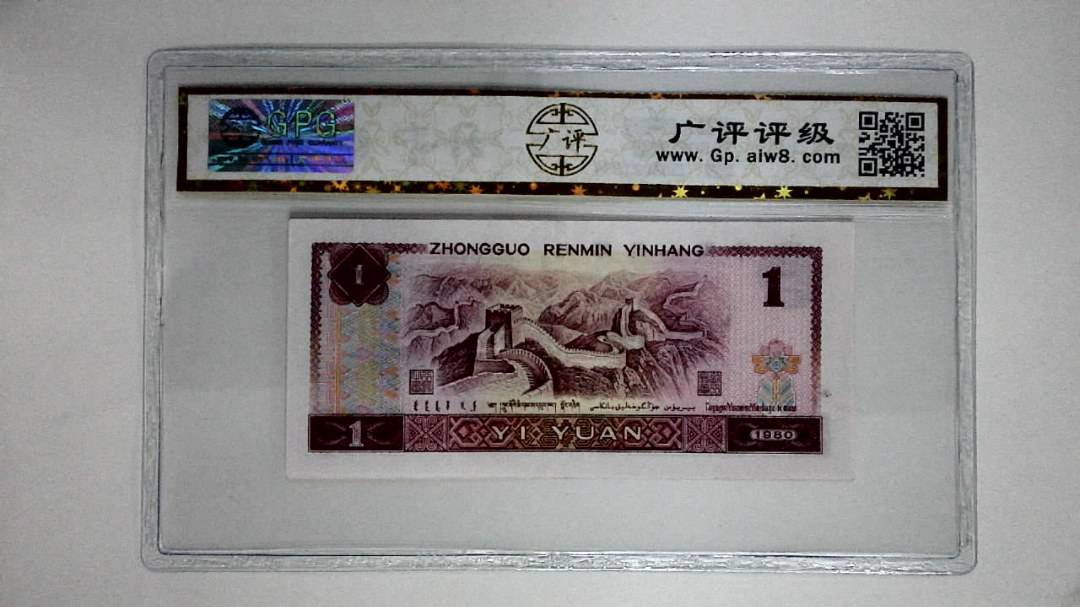 GPG
广评
广评评级
www. Gp. aiw8. com
ZHONGGUO RENMIN YINHANG
1
1
1
YI YUAN
1980